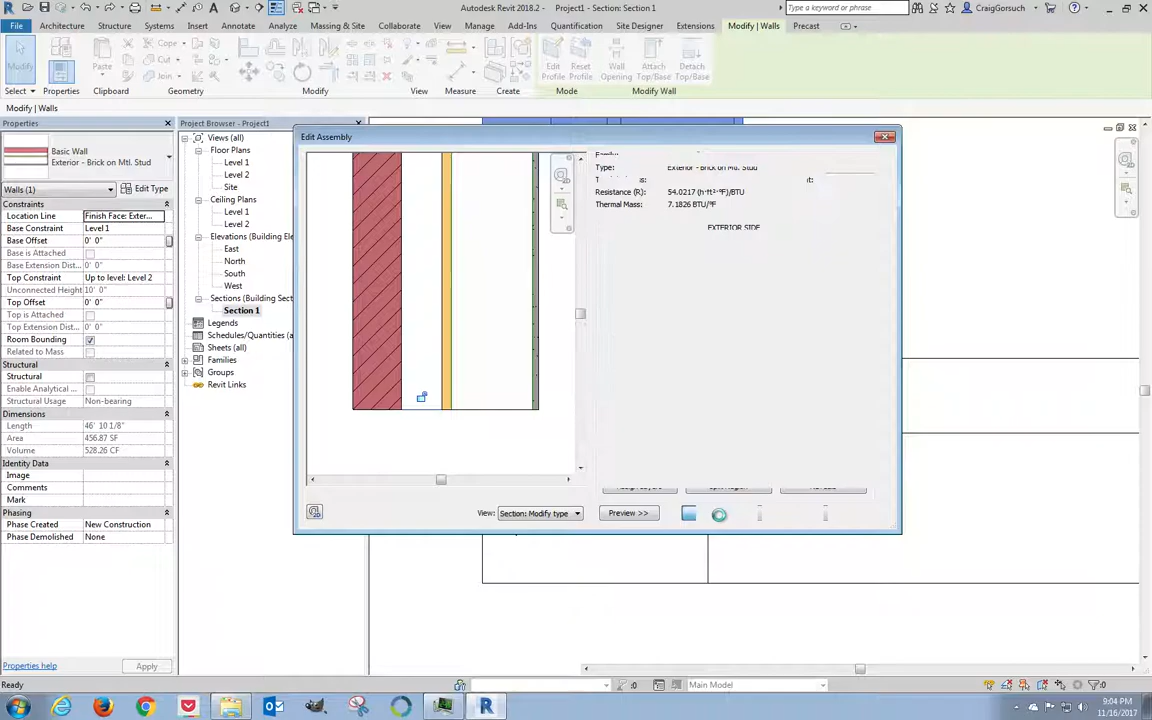 Autodesk Revit 2018.2 - Project1 - Section: Section 1
Type a keyword or phrase
CraigGorsuch
File Architecture Structure Systems Insert Annotate Analyze Massing & Site Collaborate View Manage Add-Ins Quantification Site Designer Extensions Modify | Walls Precast
Modify Paste Cope Cut Join Edit Profile Reset Profile Wall Opening Attach Top/Base Detach Top/Base
Select Properties Clipboard Geometry Modify View Measure Create Mode Modify Wall
Modify | Walls
Properties
Basic Wall
Exterior - Brick on Mtl. Stud
Walls (1) Edit Type
Constraints
Location Line Finish Face: Exter...
Base Constraint Level 1
Base Offset 0' 0"
Base is Attached
Base Extension Dist... 0' 0"
Top Constraint Up to level: Level 2
Unconnected Height 10' 0"
Top Offset 0' 0"
Top is Attached
Top Extension Dist... 0' 0"
Room Bounding
Related to Mass
Structural
Structural
Enable Analytical
Structural Usage Non-bearing
Dimensions
Length 46' 10 1/8"
Area 456.87 SF
Volume 528.26 CF
Identity Data
Image
Comments
Mark
Phasing
Phase Created New Construction
Phase Demolished None
Properties help Apply
Project Browser - Project1
Views (all)
Floor Plans
Level 1
Level 2
Site
Ceiling Plans
Level 1
Level 2
Elevations (Building Ele
East
North
South
West
Sections (Building Sect
Section 1
Legends
Schedules/Quantities (a
Sheets (all)
Families
Groups
Revit Links
Edit Assembly
Type: Exterior - Brick on Mtl. Stud
Resistance (R): 54.0217 (h·ft²·°F)/BTU
Thermal Mass: 7.1826 BTU/°F
EXTERIOR SIDE
View: Section: Modify type Preview >>
Ready
:0 Main Model :0
9:04 PM
11/16/2017